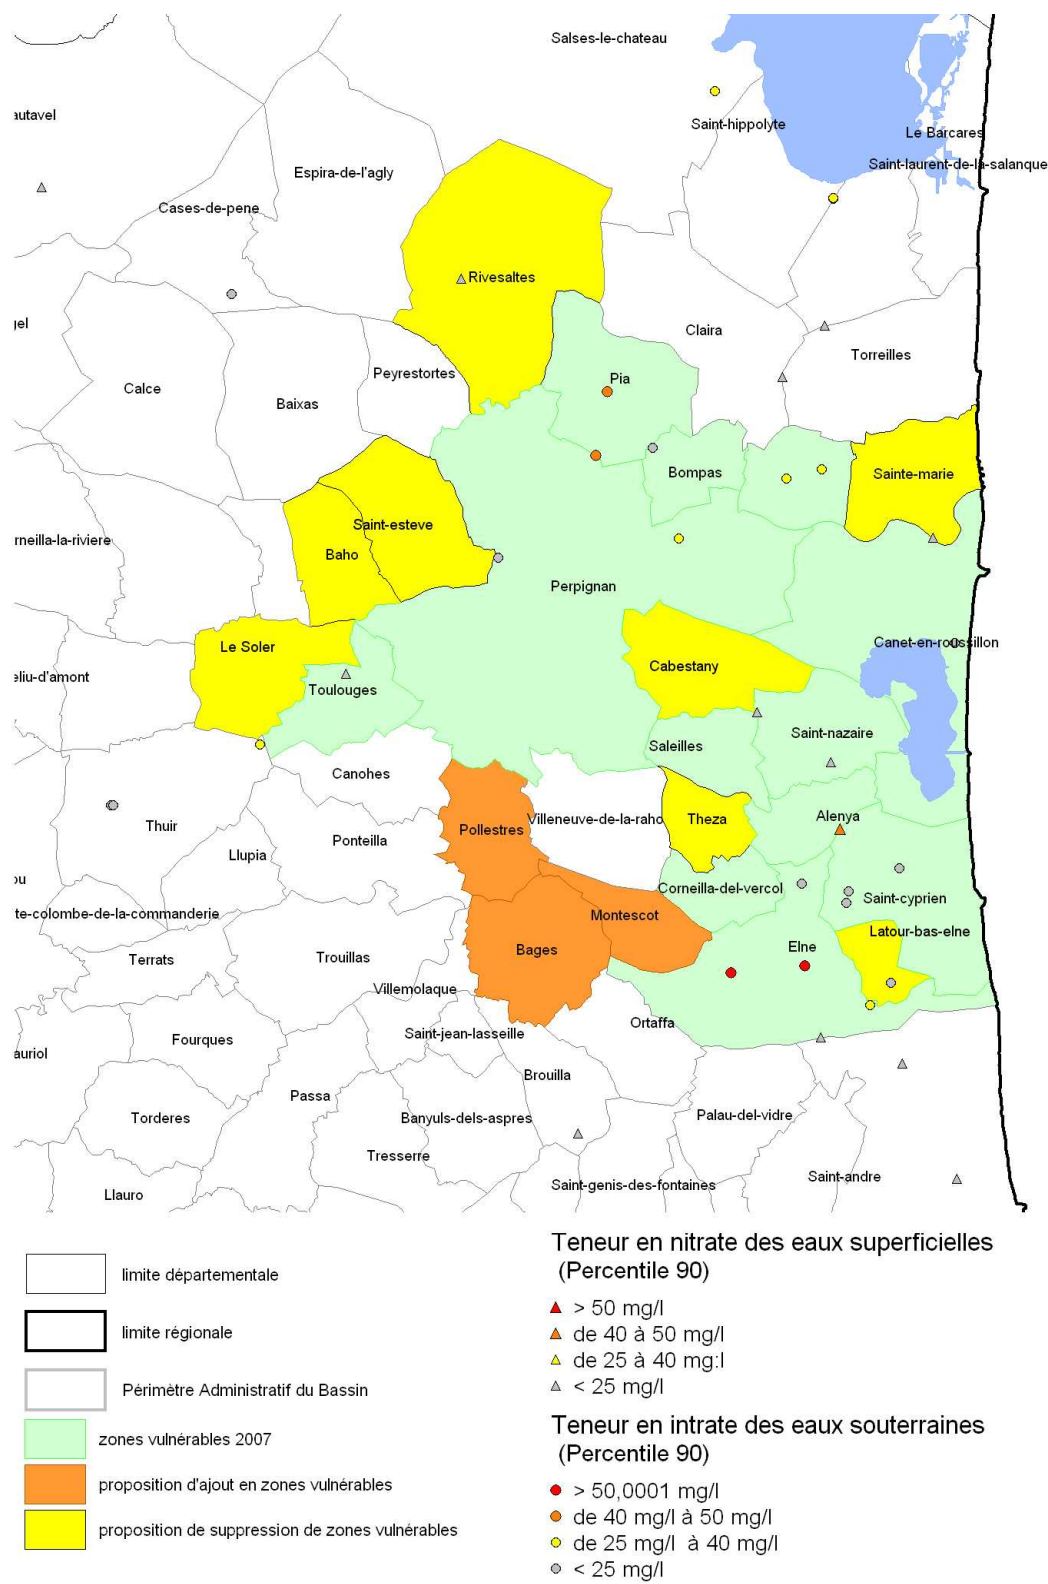 Salses-le-chateau
autavel
Saint-hippolyte
Le Barcares
Saint-laurent-de-la-salanque
Espira-de-l'agly
Cases-de-pene
Rivesaltes
gel
Claira
Torreilles
Calce
Peyrestortes
Pia
Baixas
Bompas
Sainte-marie
Saint-esteve
rneilla-la-riviere
Baho
Perpignan
Le Soler
Canet-en-roussillon
Cabestany
eliu-d'amont
Toulouges
Saint-nazaire
Saleilles
Canohes
Thuir
Pollestres
Villeneuve-de-la-raho
Theza
Alenya
Ponteilla
Llupia
ou
Corneilla-del-vercol
Saint-cyprien
te-colombe-de-la-commanderie
Montescot
Latour-bas-elne
Terrats
Trouillas
Bages
Elne
Villemolaque
Ortaffa
Fourques
Saint-jean-lasseille
auriol
Brouilla
Passa
Torderes
Banyuls-dels-aspres
Palau-del-vidre
Tresserre
Llauro
Saint-genis-des-fontaines
Saint-andre
limite départementale
limite régionale
Périmètre Administratif du Bassin
zones vulnérables 2007
proposition d'ajout en zones vulnérables
proposition de suppression de zones vulnérables
Teneur en nitrate des eaux superficielles
(Percentile 90)
> 50 mg/l
de 40 à 50 mg/l
de 25 à 40 mg:l
< 25 mg/l
Teneur en intrate des eaux souterraines
(Percentile 90)
> 50,0001 mg/l
de 40 mg/l à 50 mg/l
de 25 mg/l à 40 mg/l
< 25 mg/l